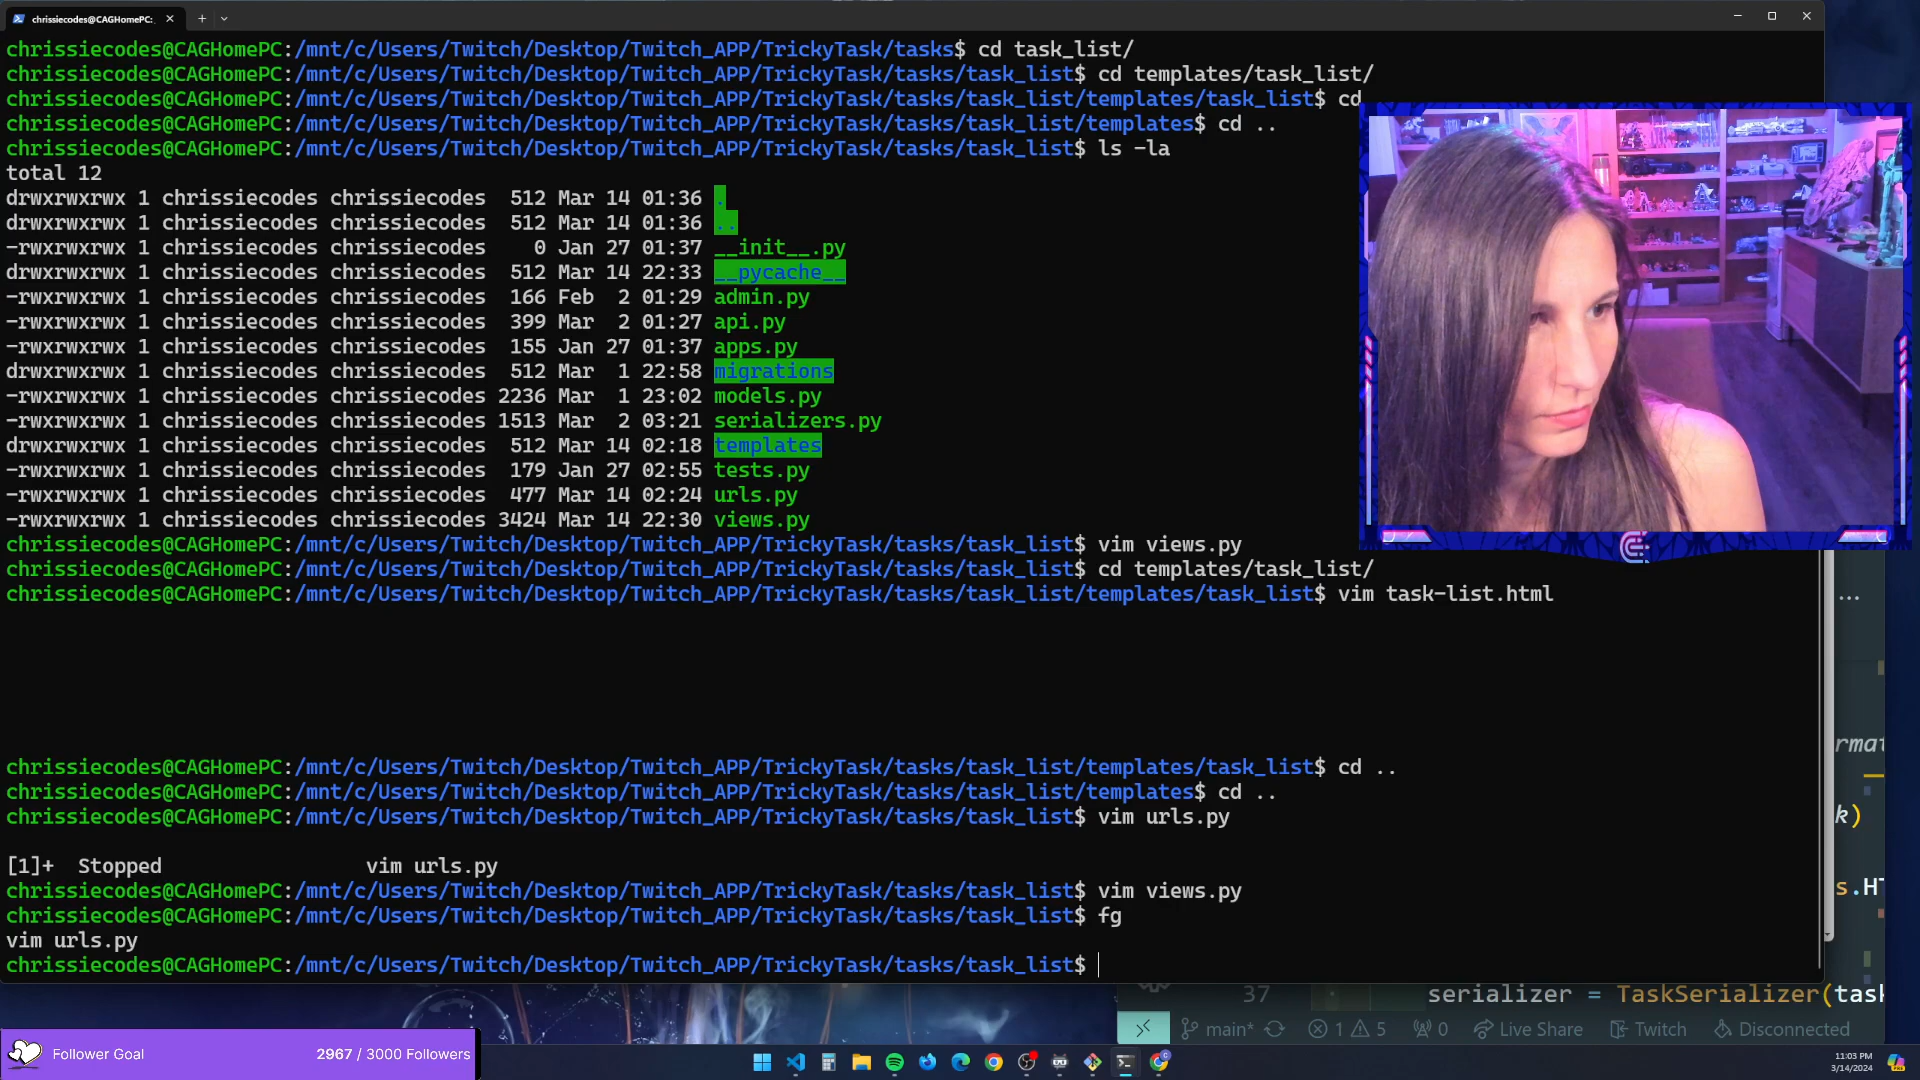 chrissiecodes@CAGHomePC:
chrissiecodes@CAGHomePC:/mnt/c/Users/Twitch/Desktop/Twitch_APP/TrickyTask/tasks$ cd task_list/
chrissiecodes@CAGHomePC:/mnt/c/Users/Twitch/Desktop/Twitch_APP/TrickyTask/tasks/task_list$ cd templates/task_list/
chrissiecodes@CAGHomePC:/mnt/c/Users/Twitch/Desktop/Twitch_APP/TrickyTask/tasks/task_list/templates/task_list$ cd
chrissiecodes@CAGHomePC:/mnt/c/Users/Twitch/Desktop/Twitch_APP/TrickyTask/tasks/task_list/templates$ cd ..
chrissiecodes@CAGHomePC:/mnt/c/Users/Twitch/Desktop/Twitch_APP/TrickyTask/tasks/task_list$ ls -la
total 12
drwxrwxrwx 1 chrissiecodes chrissiecodes  512 Mar 14 01:36 .
drwxrwxrwx 1 chrissiecodes chrissiecodes  512 Mar 14 01:36 ..
-rwxrwxrwx 1 chrissiecodes chrissiecodes    0 Jan 27 01:37 __init__.py
drwxrwxrwx 1 chrissiecodes chrissiecodes  512 Mar 14 22:33 __pycache__
-rwxrwxrwx 1 chrissiecodes chrissiecodes  166 Feb  2 01:29 admin.py
-rwxrwxrwx 1 chrissiecodes chrissiecodes  399 Mar  2 01:27 api.py
-rwxrwxrwx 1 chrissiecodes chrissiecodes  155 Jan 27 01:37 apps.py
drwxrwxrwx 1 chrissiecodes chrissiecodes  512 Mar  1 22:58 migrations
-rwxrwxrwx 1 chrissiecodes chrissiecodes 2236 Mar  1 23:02 models.py
-rwxrwxrwx 1 chrissiecodes chrissiecodes 1513 Mar  2 03:21 serializers.py
drwxrwxrwx 1 chrissiecodes chrissiecodes  512 Mar 14 02:18 templates
-rwxrwxrwx 1 chrissiecodes chrissiecodes  179 Jan 27 02:55 tests.py
-rwxrwxrwx 1 chrissiecodes chrissiecodes  477 Mar 14 02:24 urls.py
-rwxrwxrwx 1 chrissiecodes chrissiecodes 3424 Mar 14 22:30 views.py
chrissiecodes@CAGHomePC:/mnt/c/Users/Twitch/Desktop/Twitch_APP/TrickyTask/tasks/task_list$ vim views.py
chrissiecodes@CAGHomePC:/mnt/c/Users/Twitch/Desktop/Twitch_APP/TrickyTask/tasks/task_list$ cd templates/task_list/
chrissiecodes@CAGHomePC:/mnt/c/Users/Twitch/Desktop/Twitch_APP/TrickyTask/tasks/task_list/templates/task_list$ vim task-list.html
chrissiecodes@CAGHomePC:/mnt/c/Users/Twitch/Desktop/Twitch_APP/TrickyTask/tasks/task_list/templates/task_list$ cd ..
chrissiecodes@CAGHomePC:/mnt/c/Users/Twitch/Desktop/Twitch_APP/TrickyTask/tasks/task_list/templates$ cd ..
chrissiecodes@CAGHomePC:/mnt/c/Users/Twitch/Desktop/Twitch_APP/TrickyTask/tasks/task_list$ vim urls.py
[1]+  Stopped                 vim urls.py
chrissiecodes@CAGHomePC:/mnt/c/Users/Twitch/Desktop/Twitch_APP/TrickyTask/tasks/task_list$ vim views.py
chrissiecodes@CAGHomePC:/mnt/c/Users/Twitch/Desktop/Twitch_APP/TrickyTask/tasks/task_list$ fg
vim urls.py
chrissiecodes@CAGHomePC:/mnt/c/Users/Twitch/Desktop/Twitch_APP/TrickyTask/tasks/task_list$
k)
s.H
37 serializer = TaskSerializer(task
main* 1 5 0 Live Share Twitch Disconnected
Follower Goal 2967 / 3000 Followers
11:03 PM
3/14/2024